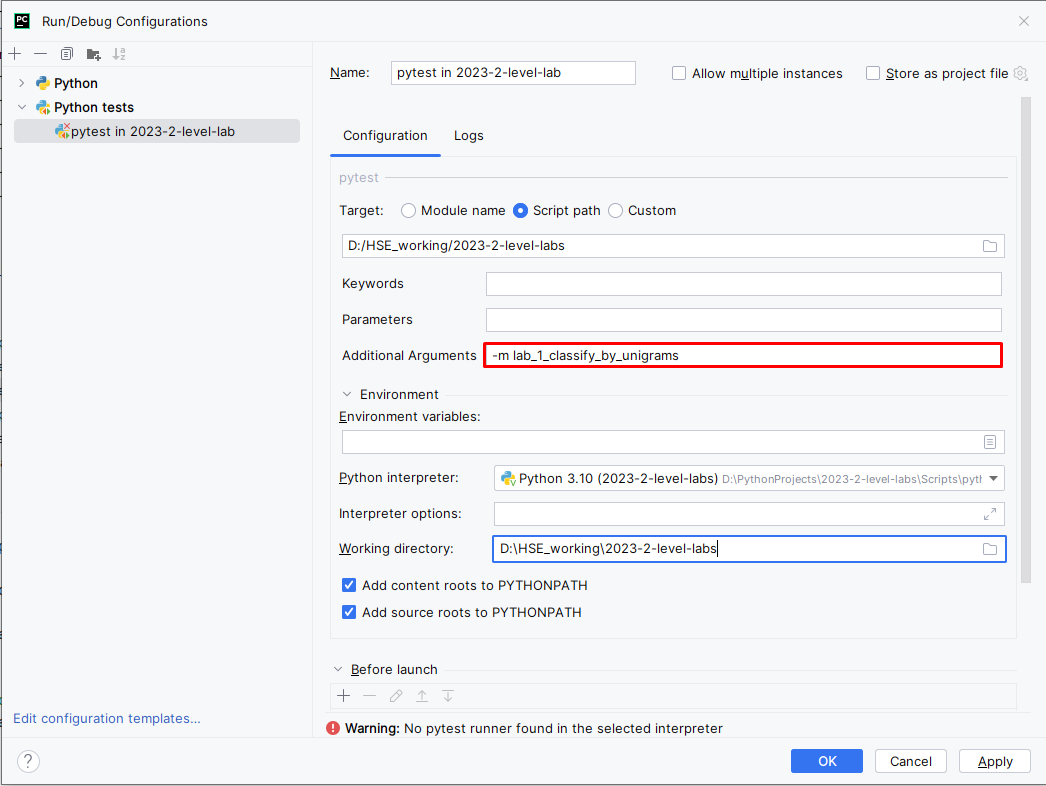 PC Run/Debug Configurations
Python
Python tests
pytest in 2023-2-level-lab
Edit configuration templates...
Name: pytest in 2023-2-level-lab Allow multiple instances Store as project file
Configuration Logs
pytest
Target: Module name Script path Custom
D:/HSE_working/2023-2-level-labs
Keywords
Parameters
Additional Arguments -m lab_1_classify_by_unigrams
Environment
Environment variables:
Python interpreter: Python 3.10 (2023-2-level-labs) D:\PythonProjects\2023-2-level-labs\Scripts\pyt
Interpreter options:
Working directory: D:\HSE_working\2023-2-level-labs
Add content roots to PYTHONPATH
Add source roots to PYTHONPATH
Before launch
Warning: No pytest runner found in the selected interpreter
? OK Cancel Apply